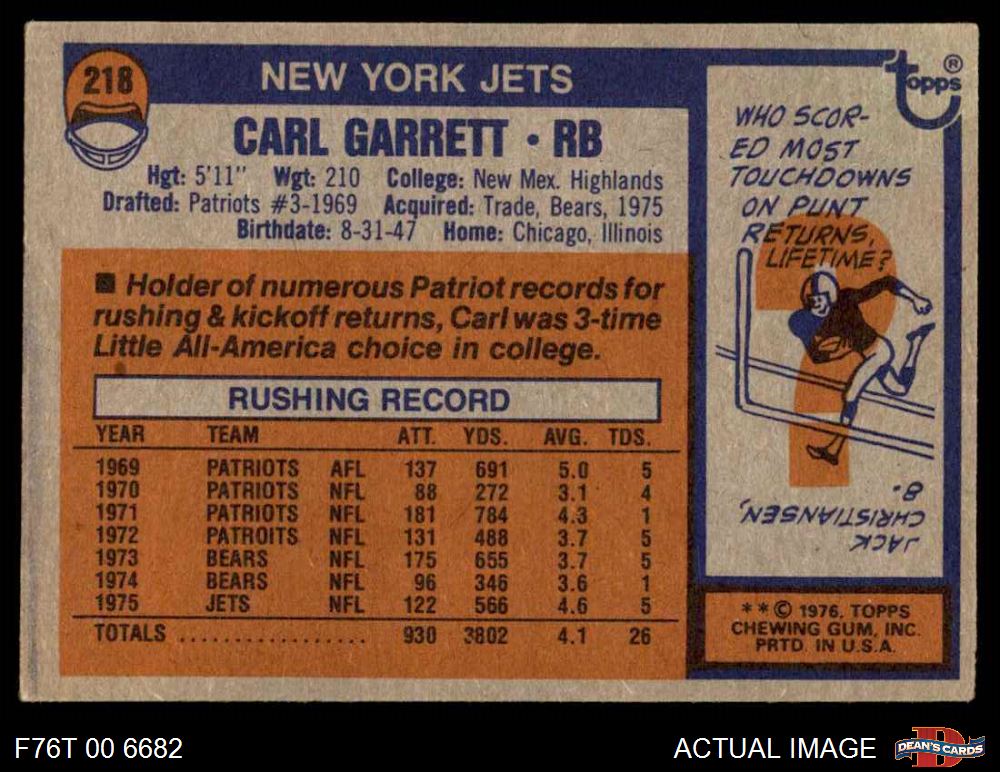 218
NEW YORK JETS
CARL GARRETT • RB
Hgt: 5'11" Wgt: 210 College: New Mex. Highlands
Drafted: Patriots #3-1969 Acquired: Trade, Bears, 1975
Birthdate: 8-31-47 Home: Chicago, Illinois
■ Holder of numerous Patriot records for
rushing & kickoff returns, Carl was 3-time
Little All-America choice in college.
RUSHING RECORD
YEAR TEAM ATT. YDS. AVG. TDS.
1969 PATRIOTS AFL 137 691 5.0 5
1970 PATRIOTS NFL 88 272 3.1 4
1971 PATRIOTS NFL 181 784 4.3 1
1972 PATROITS NFL 131 488 3.7 5
1973 BEARS NFL 175 655 3.7 5
1974 BEARS NFL 96 346 3.6 1
1975 JETS NFL 122 566 4.6 5
TOTALS .................. 930 3802 4.1 26
Topps ®
WHO SCOR-
ED MOST
TOUCHDOWNS
ON PUNT
RETURNS,
LIFETIME?
JACK
CHRISTIANSEN,
8.
* * © 1976, TOPPS
CHEWING GUM, INC.
PRTD. IN U.S.A.
F76T 00 6682
ACTUAL IMAGE
D
DEAN'S CARDS